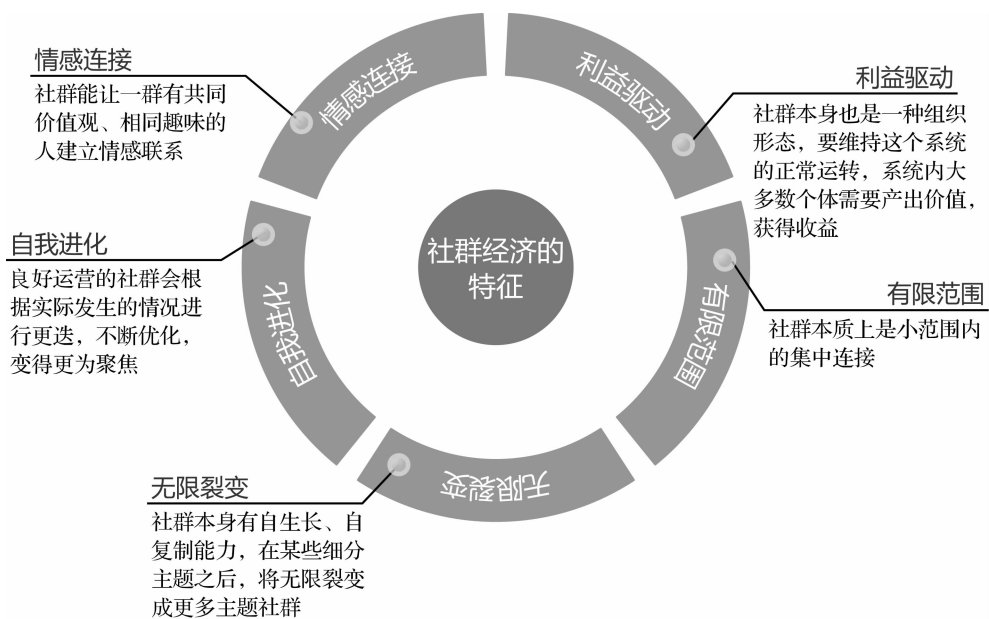 情感连接
社群能让一群有共同
价值观、相同趣味的
人建立情感联系
利益驱动
社群本身也是一种组织
形态，要维持这个系统
的正常运转，系统内大
多数个体需要产出价值，
获得收益
情感连接
利益驱动
自我进化
良好运营的社群会根
据实际发生的情况进
行更迭，不断优化，
变得更为聚焦
社群经济的
特征
有限范围
社群本质上是小范围内
的集中连接
自我进化
有限范围
无限裂变
无限裂变
社群本身有自生长、自
复制能力，在某些细分
主题之后，将无限裂变
成更多主题社群